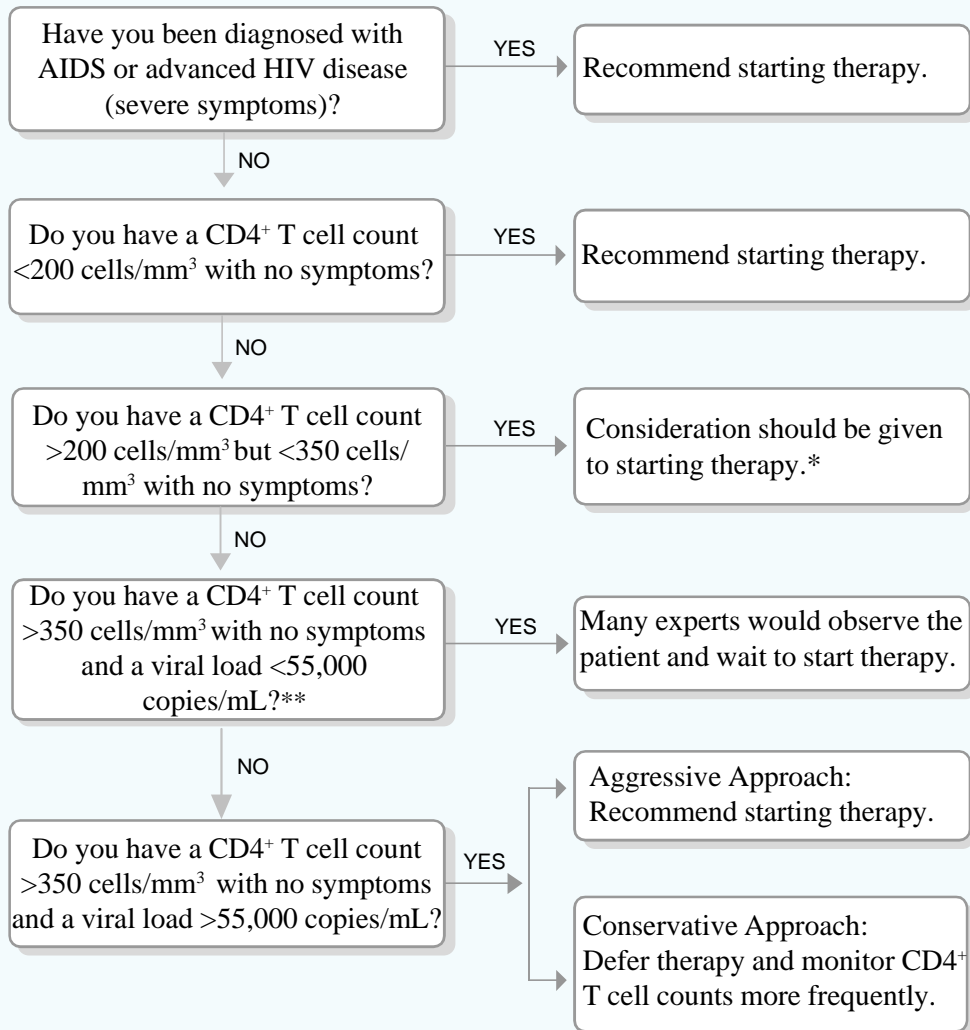 Have you been diagnosed with
AIDS or advanced HIV disease
(severe symptoms)?
YES
Recommend starting therapy.
NO
Do you have a CD4⁺ T cell count
<200 cells/mm³ with no symptoms?
YES
Recommend starting therapy.
NO
Do you have a CD4⁺ T cell count
>200 cells/mm³ but <350 cells/
mm³ with no symptoms?
YES
Consideration should be given
to starting therapy.*
NO
Do you have a CD4⁺ T cell count
>350 cells/mm³ with no symptoms
and a viral load <55,000
copies/mL?**
YES
Many experts would observe the
patient and wait to start therapy.
NO
Do you have a CD4⁺ T cell count
>350 cells/mm³ with no symptoms
and a viral load >55,000 copies/mL?
YES
Aggressive Approach:
Recommend starting therapy.
Conservative Approach:
Defer therapy and monitor CD4⁺
T cell counts more frequently.